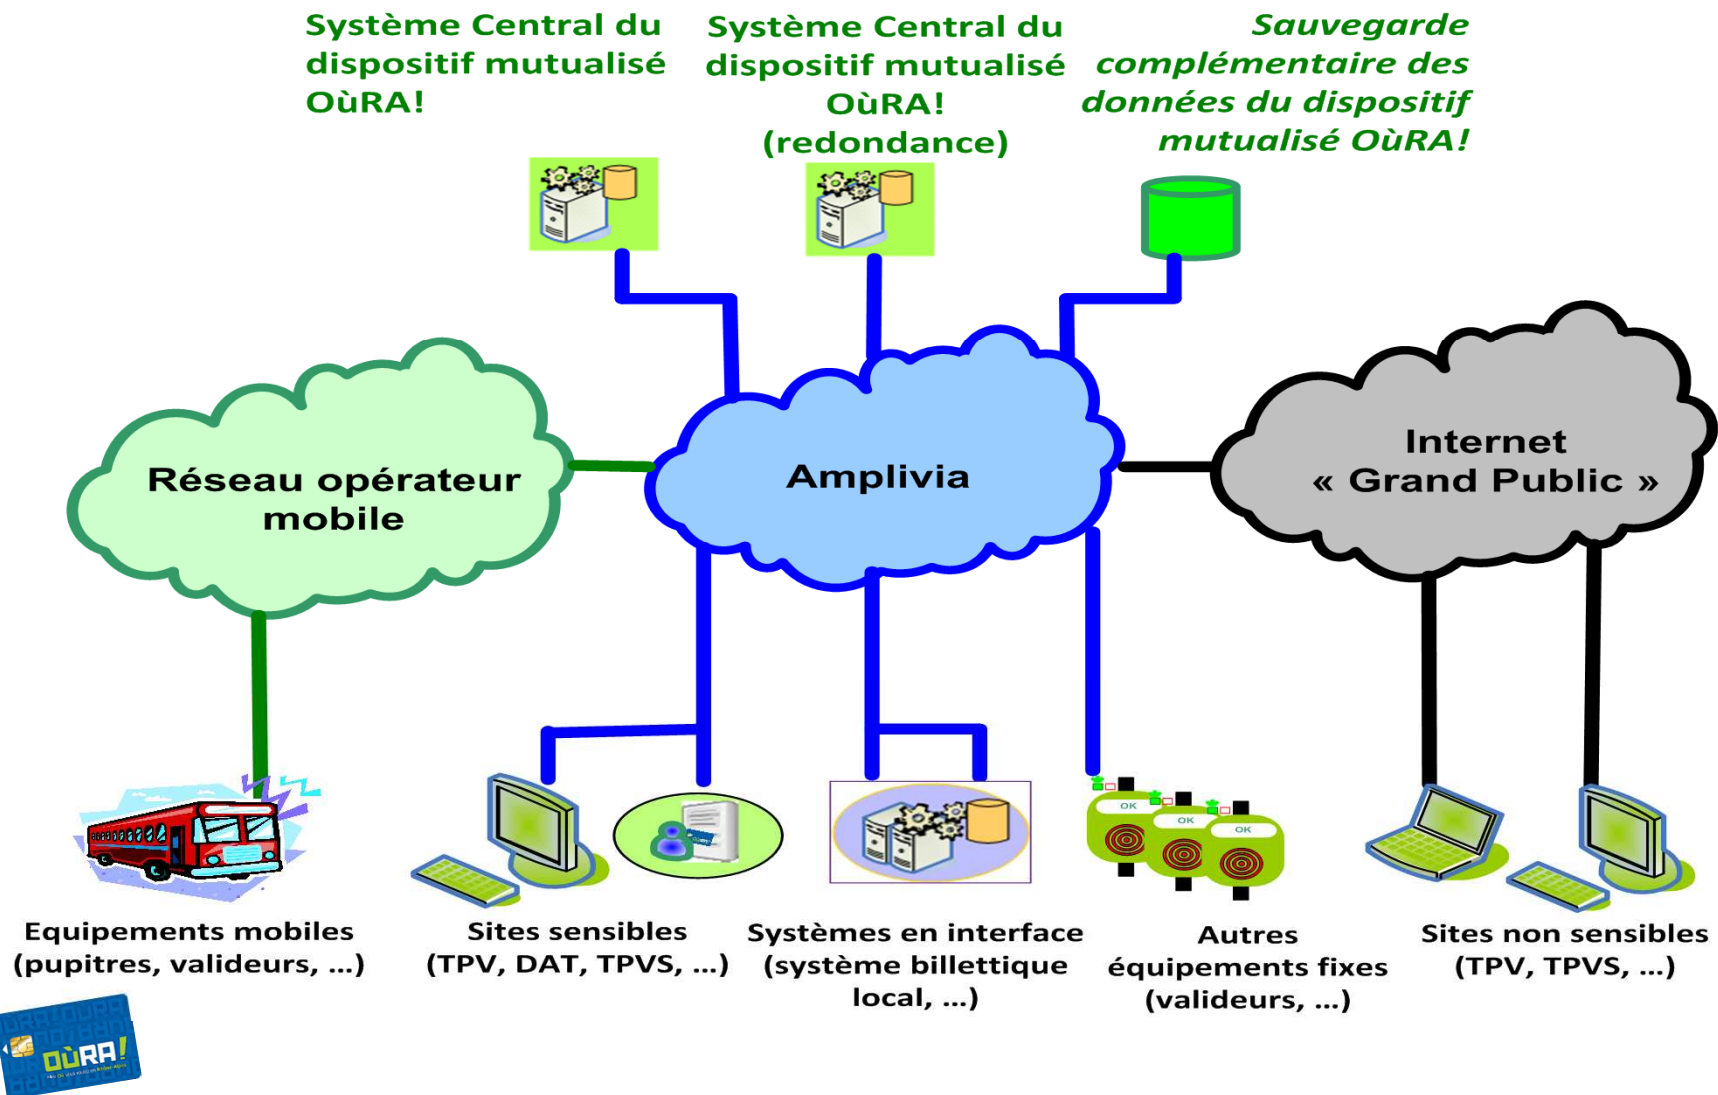 Système Central du
dispositif mutualisé
OùRA!
Système Central du
dispositif mutualisé
OùRA!
(redondance)
Sauvegarde
complémentaire des
données du dispositif
mutualisé OùRA!
Réseau opérateur
mobile
Amplivia
Internet
« Grand Public »
OK
OK
OK
Equipements mobiles
(pupitres, valideurs, ...)
Sites sensibles
(TPV, DAT, TPVS, ...)
Systèmes en interface
(système billettique
local, ...)
Autres
équipements fixes
(valideurs, ...)
Sites non sensibles
(TPV, TPVS, ...)
OÙRA!